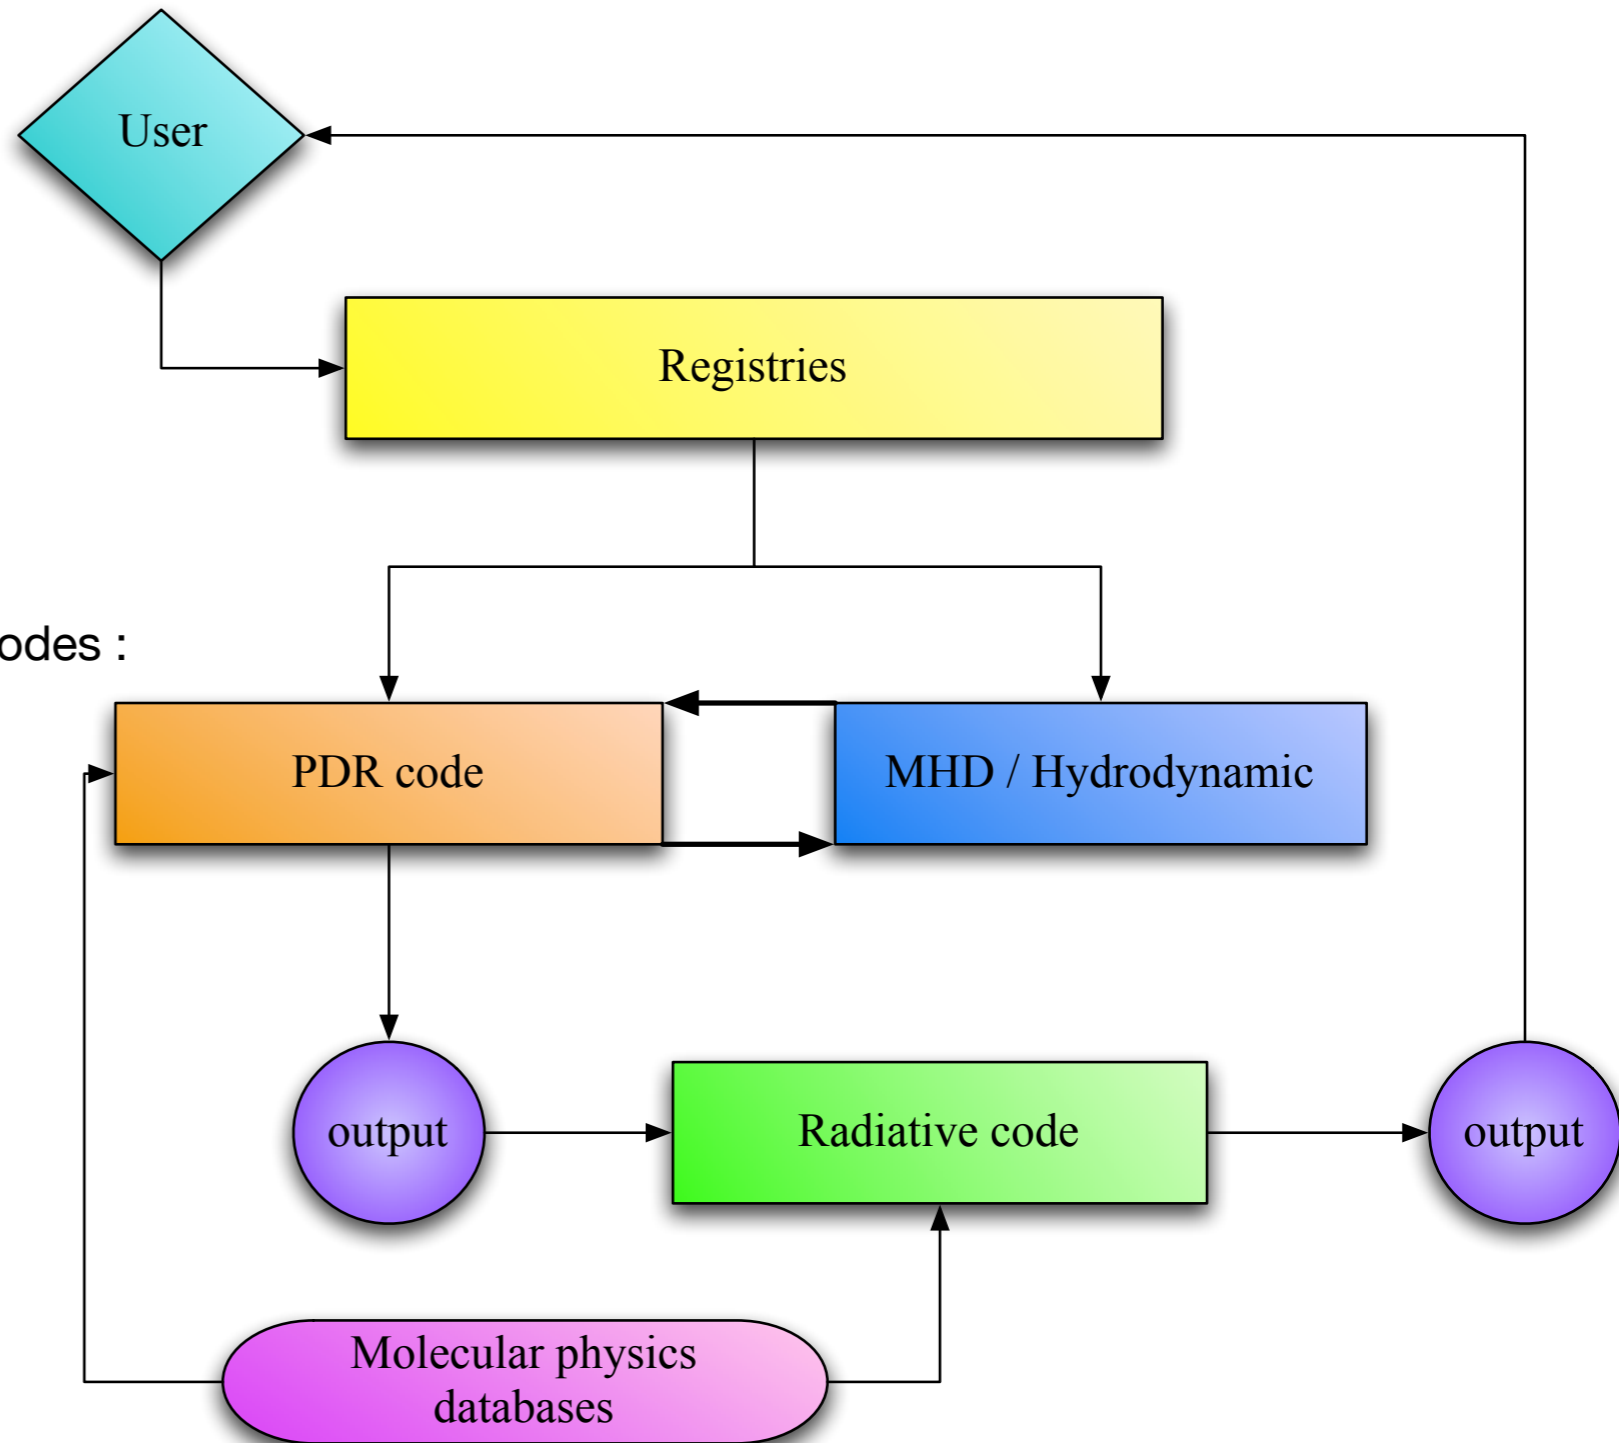 User
Registries
odes :
PDR code
MHD / Hydrodynamic
output
Radiative code
output
Molecular physics
databases